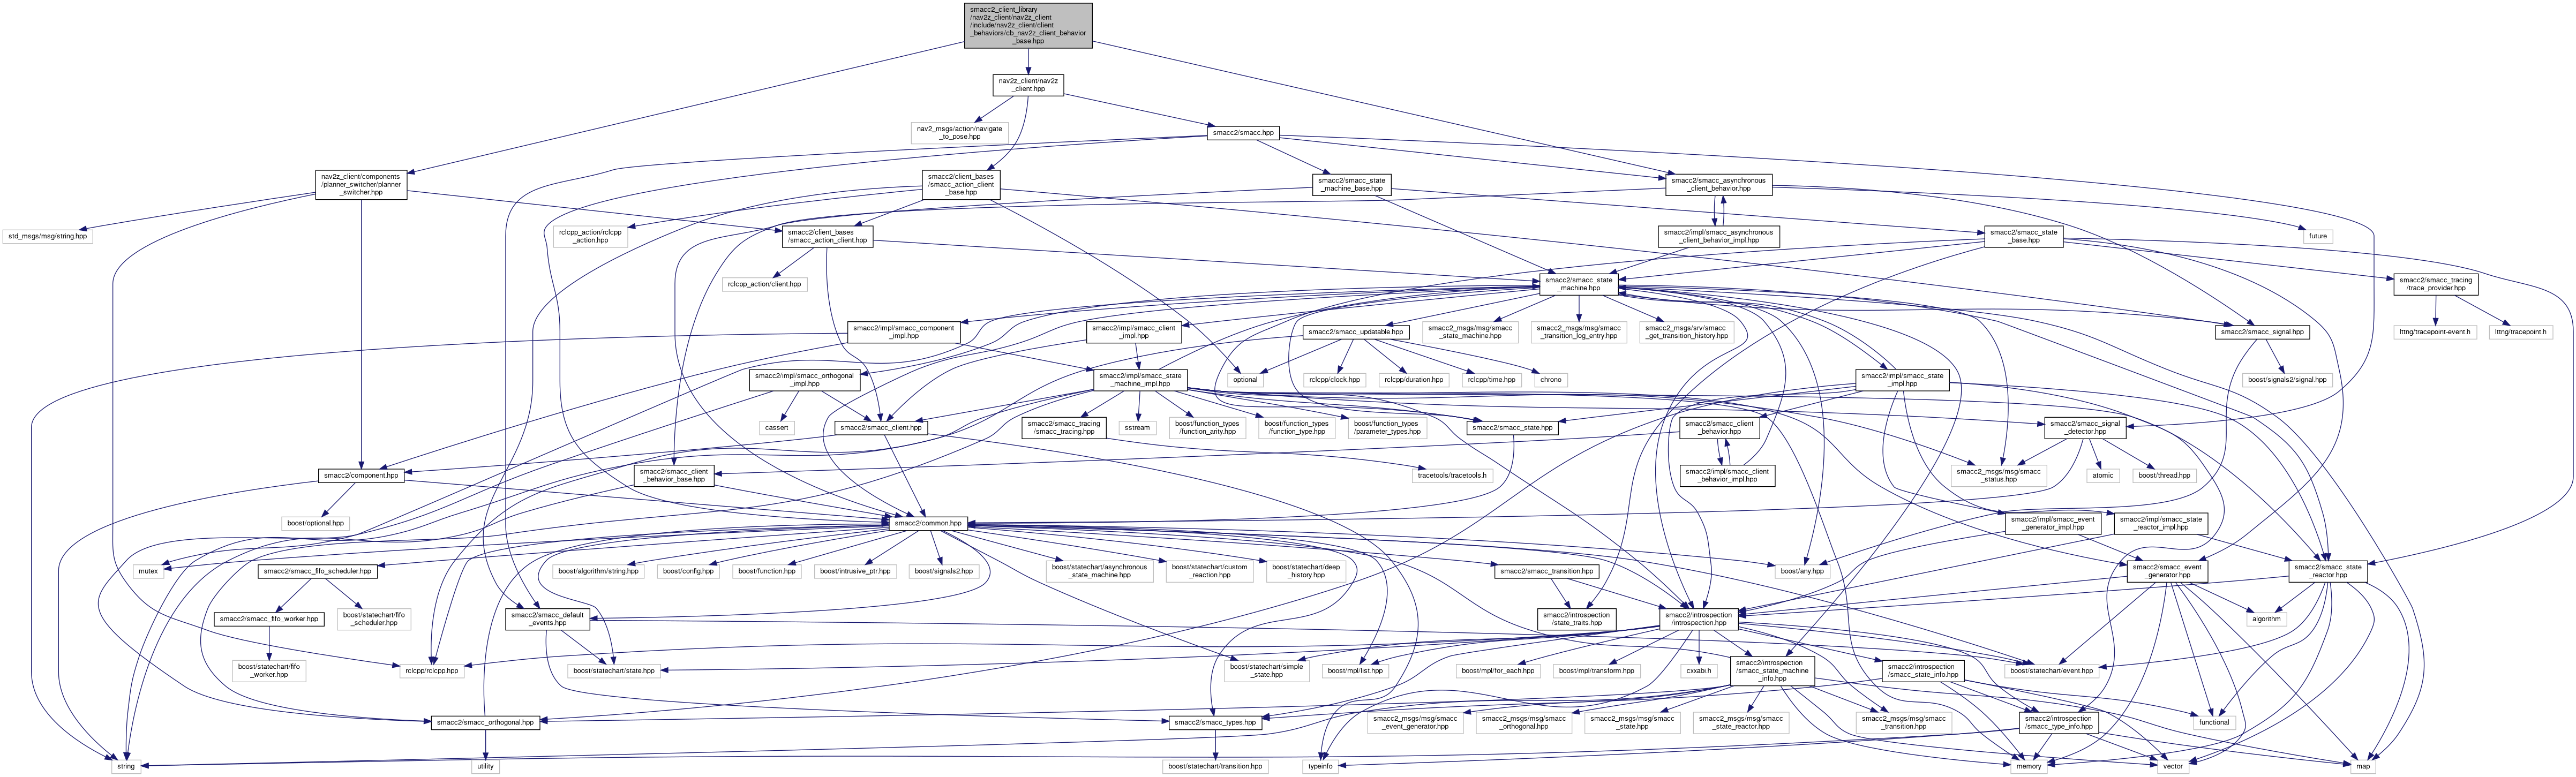 smacc2_client_library
/nav2z_client/nav2z_client
/include/nav2z_client/client
_behaviors/cb_nav2z_client_behavior
_base.hpp
nav2z_client/nav2z
_client.hpp
nav2_msgs/action/navigate
_to_pose.hpp
smacc2/smacc.hpp
nav2z_client/components
/planner_switcher/planner
_switcher.hpp
smacc2/client_bases
/smacc_action_client
_base.hpp
smacc2/smacc_state
_machine_base.hpp
smacc2/smacc_asynchronous
_client_behavior.hpp
std_msgs/msg/string.hpp
rclcpp_action/rclcpp
_action.hpp
smacc2/client_bases
/smacc_action_client.hpp
smacc2/impl/smacc_asynchronous
_client_behavior_impl.hpp
smacc2/smacc_state
_base.hpp
future
rclcpp_action/client.hpp
smacc2/smacc_state
_machine.hpp
smacc2/smacc_tracing
/trace_provider.hpp
smacc2/impl/smacc_component
_impl.hpp
smacc2/impl/smacc_client
_impl.hpp
smacc2/smacc_updatable.hpp
smacc2_msgs/msg/smacc
_state_machine.hpp
smacc2_msgs/msg/smacc
_transition_log_entry.hpp
smacc2_msgs/srv/smacc
_get_transition_history.hpp
smacc2/smacc_signal.hpp
lttng/tracepoint-event.h
lttng/tracepoint.h
smacc2/impl/smacc_orthogonal
_impl.hpp
smacc2/impl/smacc_state
_machine_impl.hpp
optional
rclcpp/clock.hpp
rclcpp/duration.hpp
rclcpp/time.hpp
chrono
smacc2/impl/smacc_state
_impl.hpp
boost/signals2/signal.hpp
cassert
smacc2/smacc_client.hpp
smacc2/smacc_tracing
/smacc_tracing.hpp
sstream
boost/function_types
/function_arity.hpp
boost/function_types
/function_type.hpp
boost/function_types
/parameter_types.hpp
smacc2/smacc_state.hpp
smacc2/smacc_client
_behavior.hpp
smacc2/smacc_signal
_detector.hpp
smacc2/component.hpp
smacc2/smacc_client
_behavior_base.hpp
tracetools/tracetools.h
smacc2/impl/smacc_client
_behavior_impl.hpp
smacc2_msgs/msg/smacc
_status.hpp
atomic
boost/thread.hpp
boost/optional.hpp
smacc2/common.hpp
smacc2/impl/smacc_event
_generator_impl.hpp
smacc2/impl/smacc_state
_reactor_impl.hpp
mutex
smacc2/smacc_fifo_scheduler.hpp
boost/algorithm/string.hpp
boost/config.hpp
boost/function.hpp
boost/intrusive_ptr.hpp
boost/signals2.hpp
boost/statechart/asynchronous
_state_machine.hpp
boost/statechart/custom
_reaction.hpp
boost/statechart/deep
_history.hpp
smacc2/smacc_transition.hpp
boost/any.hpp
smacc2/smacc_event
_generator.hpp
smacc2/smacc_state
_reactor.hpp
smacc2/smacc_fifo_worker.hpp
boost/statechart/fifo
_scheduler.hpp
smacc2/smacc_default
_events.hpp
smacc2/introspection
/state_traits.hpp
smacc2/introspection
/introspection.hpp
algorithm
boost/statechart/fifo
_worker.hpp
rclcpp/rclcpp.hpp
boost/statechart/state.hpp
boost/statechart/simple
_state.hpp
boost/mpl/list.hpp
boost/mpl/for_each.hpp
boost/mpl/transform.hpp
cxxabi.h
smacc2/introspection
/smacc_state_machine
_info.hpp
smacc2/introspection
/smacc_state_info.hpp
boost/statechart/event.hpp
smacc2/smacc_orthogonal.hpp
smacc2/smacc_types.hpp
smacc2_msgs/msg/smacc
_event_generator.hpp
smacc2_msgs/msg/smacc
_orthogonal.hpp
smacc2_msgs/msg/smacc
_state.hpp
smacc2_msgs/msg/smacc
_state_reactor.hpp
smacc2_msgs/msg/smacc
_transition.hpp
smacc2/introspection
/smacc_type_info.hpp
functional
string
utility
boost/statechart/transition.hpp
typeinfo
memory
vector
map